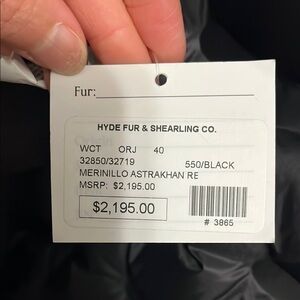 Fur:
HYDE FUR & SHEARLING CO.
WCT ORJ 40
32850/32719 550/BLACK
MERINILLO ASTRAKHAN RE
MSRP: $2,195.00
$2,195.00
# 3865